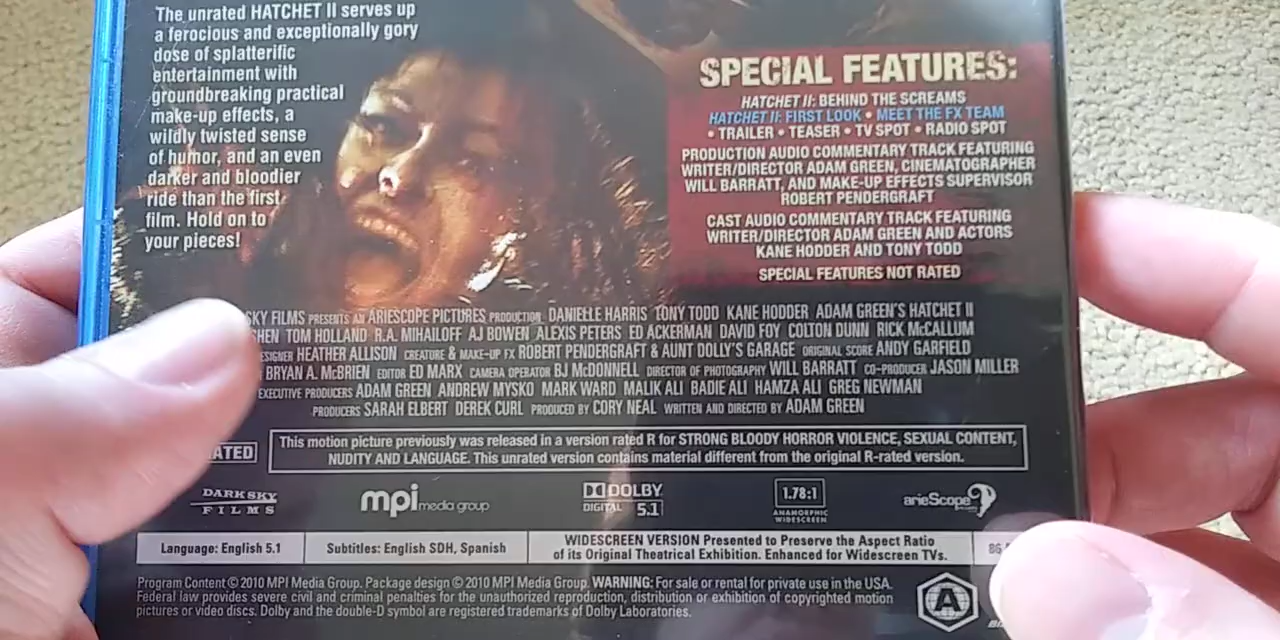 The unrated HATCHET II serves up
a ferocious and exceptionally gory
dose of splatterific
entertainment with
groundbreaking practical
make-up effects, a
wildly twisted sense
of humor, and an even
darker and bloodier
ride than the first
film. Hold on to
your pieces!
SPECIAL FEATURES:
HATCHET II: BEHIND THE SCREAMS
HATCHET II: FIRST LOOK • MEET THE FX TEAM
• TRAILER • TEASER • TV SPOT • RADIO SPOT
PRODUCTION AUDIO COMMENTARY TRACK FEATURING
WRITER/DIRECTOR ADAM GREEN, CINEMATOGRAPHER
WILL BARRATT, AND MAKE-UP EFFECTS SUPERVISOR
ROBERT PENDERGRAFT
CAST AUDIO COMMENTARY TRACK FEATURING
WRITER/DIRECTOR ADAM GREEN AND ACTORS
KANE HODDER AND TONY TODD
SPECIAL FEATURES NOT RATED
SKY FILMS PRESENTS AN ARIESCOPE PICTURES PRODUCTION DANIELLE HARRIS TONY TODD KANE HODDER ADAM GREEN'S HATCHET II
TOM HOLLAND R.A. MIHAILOFF AJ BOWEN ALEXIS PETERS ED ACKERMAN DAVID FOY COLTON DUNN RICK McCALLUM
HEATHER ALLISON CREATURE & MAKE-UP FX ROBERT PENDERGRAFT & AUNT DOLLY'S GARAGE ORIGINAL SCORE ANDY GARFIELD
BRYAN A. McBRIEN EDITOR ED MARX CAMERA OPERATOR BJ McDONNELL DIRECTOR OF PHOTOGRAPHY WILL BARRATT CO-PRODUCER JASON MILLER
EXECUTIVE PRODUCERS ADAM GREEN ANDREW MYSKO MARK WARD MALIK ALI BADIE ALI HAMZA ALI GREG NEWMAN
PRODUCERS SARAH ELBERT DEREK CURL PRODUCED BY CORY NEAL WRITTEN AND DIRECTED BY ADAM GREEN
This motion picture previously was released in a version rated R for STRONG BLOODY HORROR VIOLENCE, SEXUAL CONTENT,
NUDITY AND LANGUAGE. This unrated version contains material different from the original R-rated version.
DARK SKY
FILMS
mpi media group
DOLBY
DIGITAL 5.1
1.78:1
ANAMORPHIC
WIDESCREEN
arieScope
Language: English 5.1
Subtitles: English SDH, Spanish
WIDESCREEN VERSION Presented to Preserve the Aspect Ratio
of its Original Theatrical Exhibition. Enhanced for Widescreen TVs.
Program Content © 2010 MPI Media Group. Package design © 2010 MPI Media Group. WARNING: For sale or rental for private use in the USA.
Federal law provides severe civil and criminal penalties for the unauthorized reproduction, distribution or exhibition of copyrighted motion
pictures or video discs. Dolby and the double-D symbol are registered trademarks of Dolby Laboratories.
A